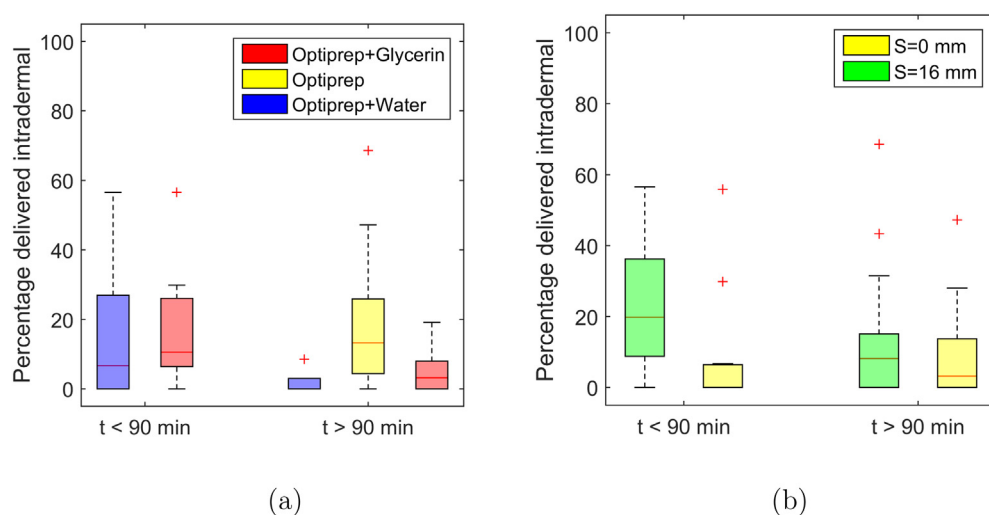 Percentage delivered intradermal
100
80
60
40
20
0
Optiprep+Glycerin
Optiprep
Optiprep+Water
t < 90 min
t > 90 min
(a)
Percentage delivered intradermal
100
80
60
40
20
0
S=0 mm
S=16 mm
t < 90 min
t > 90 min
(b)